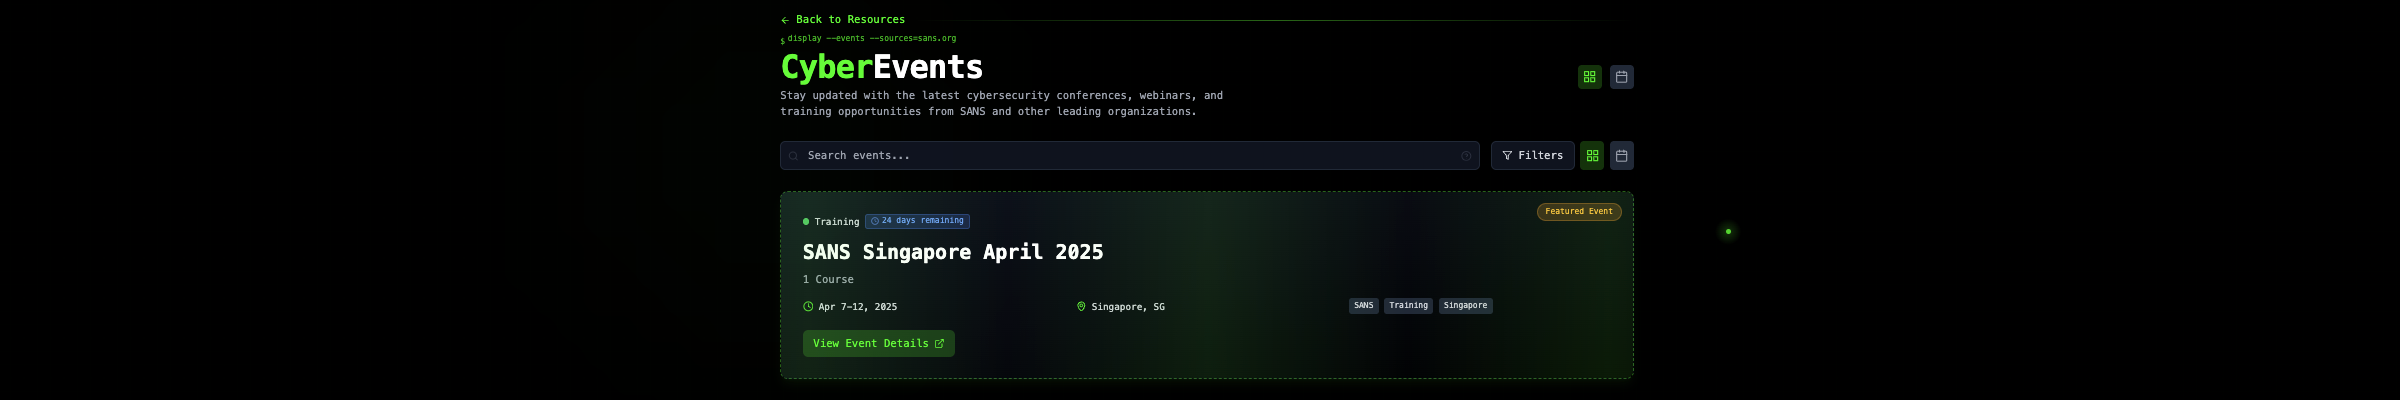 Back to Resources
$ display --events --sources=sans.org
CyberEvents
Stay updated with the latest cybersecurity conferences, webinars, and
training opportunities from SANS and other leading organizations.
Search events...
Filters
Featured Event
Training 24 days remaining
SANS Singapore April 2025
1 Course
Apr 7-12, 2025
Singapore, SG
SANS Training Singapore
View Event Details